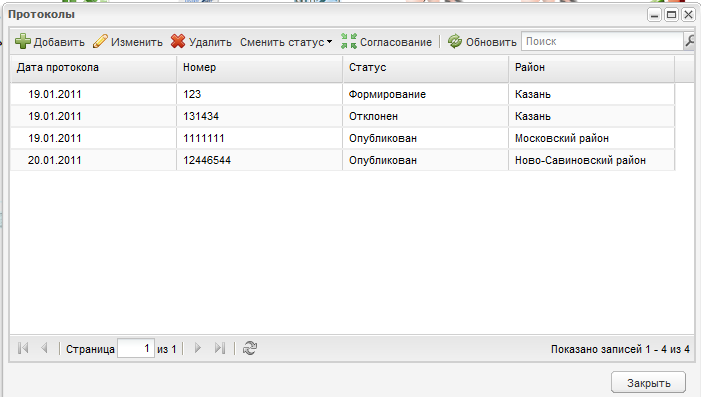 Протоколы
Добавить Изменить Удалить Сменить статус Согласование Обновить Поиск
Дата протокола Номер Статус Район
19.01.2011 123 Формирование Казань
19.01.2011 131434 Отклонен Казань
19.01.2011 1111111 Опубликован Московский район
20.01.2011 12446544 Опубликован Ново-Савиновский район
Страница 1 из 1 Показано записей 1 - 4 из 4
Закрыть